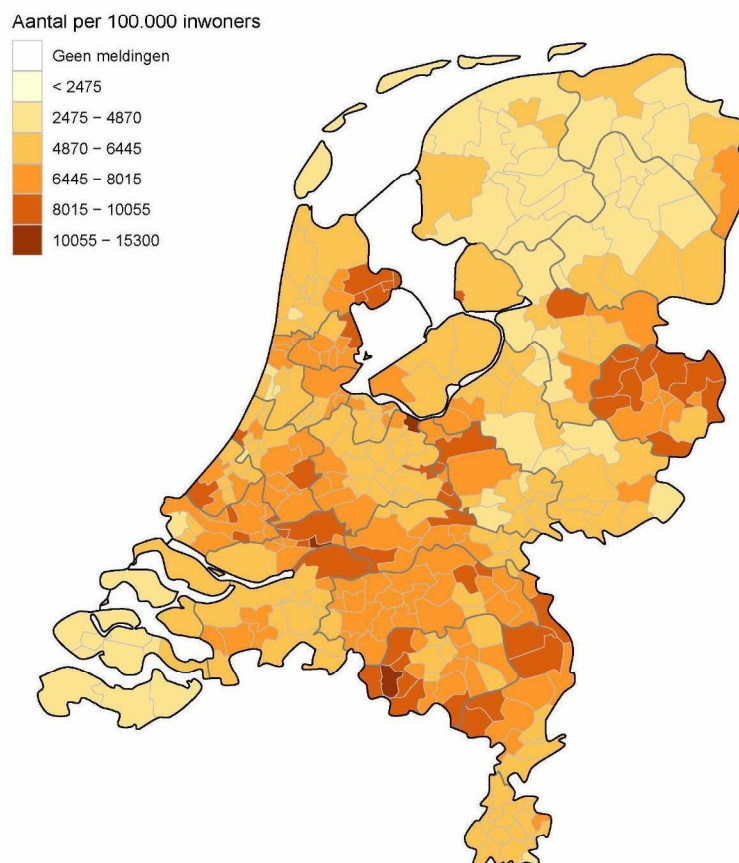 Aantal per 100.000 inwoners
Geen meldingen
< 2475
2475 − 4870
4870 − 6445
6445 − 8015
8015 − 10055
10055 − 15300